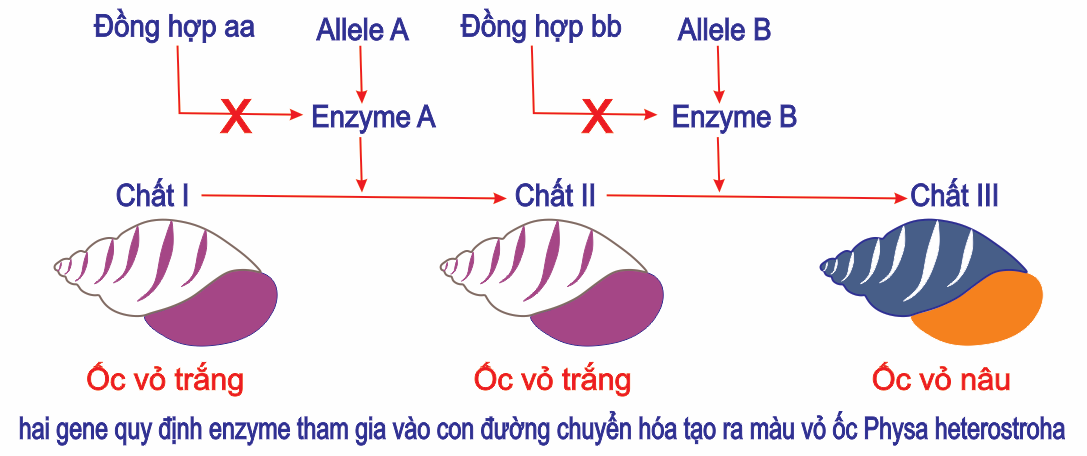 Đồng hợp aa Allele A Đồng hợp bb Allele B
X Enzyme A X Enzyme B
Chất I Chất II Chất III
Ốc vỏ trắng Ốc vỏ trắng Ốc vỏ nâu
hai gene quy định enzyme tham gia vào con đường chuyển hóa tạo ra màu vỏ ốc Physa heterostroha